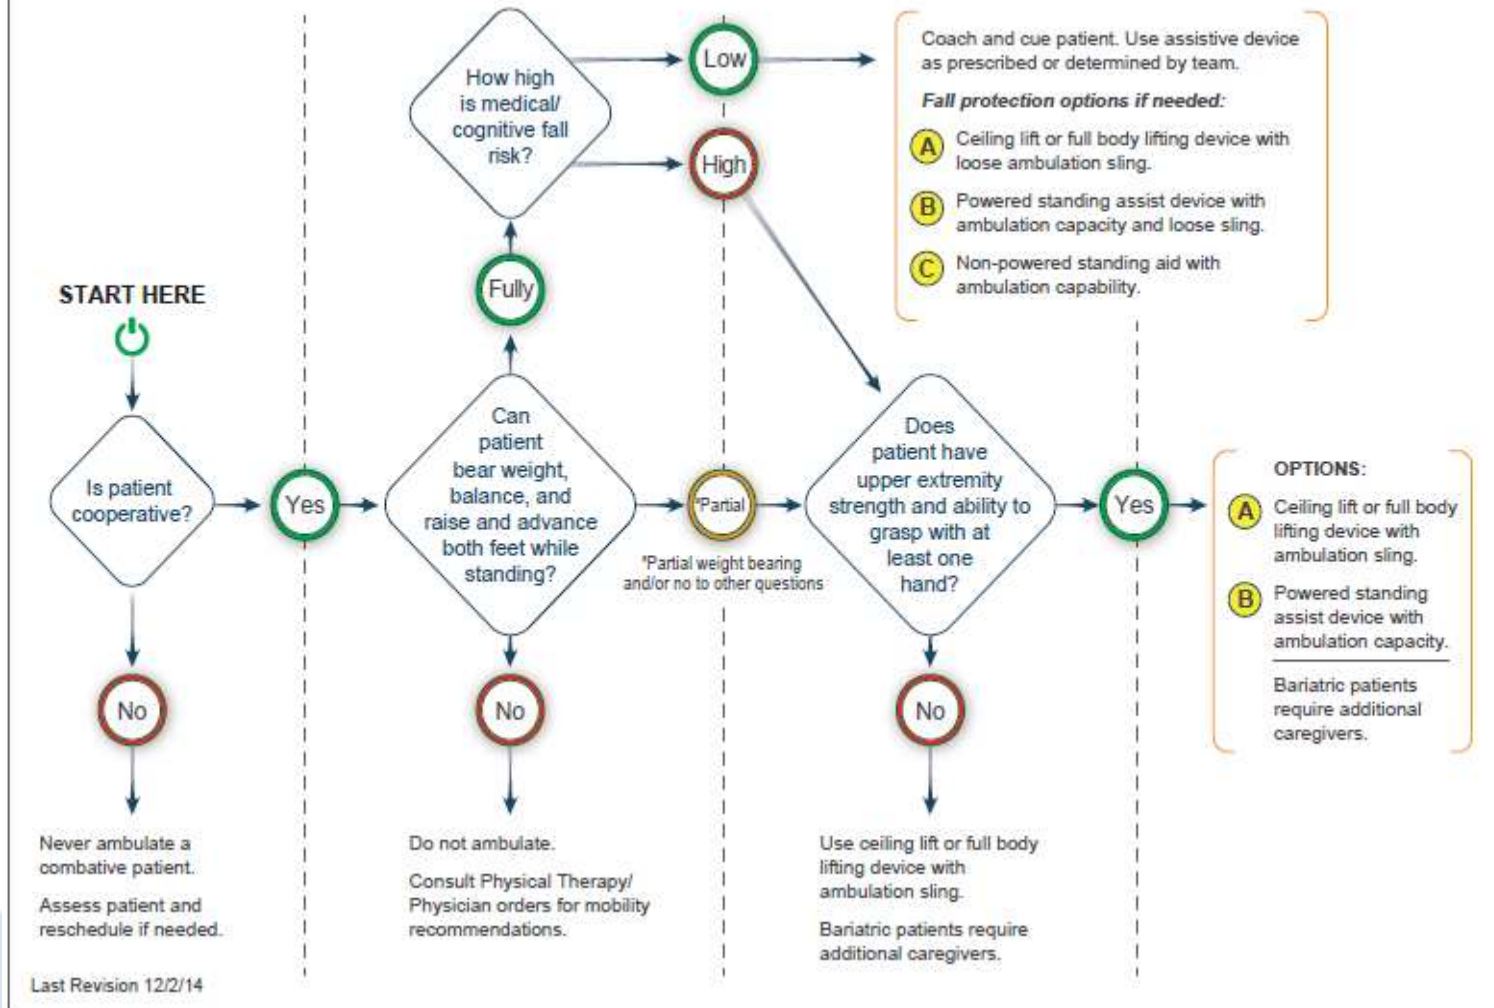 START HERE
Is patient
cooperative?
Yes
No
Never ambulate a
combative patient.
Assess patient and
reschedule if needed.
Can
patient
bear weight,
balance, and
raise and advance
both feet while
standing?
Fully
How high
is medical/
cognitive fall
risk?
Low
High
Coach and cue patient. Use assistive device
as prescribed or determined by team.
Fall protection options if needed:
A Ceiling lift or full body lifting device with
loose ambulation sling.
B Powered standing assist device with
ambulation capacity and loose sling.
C Non-powered standing aid with
ambulation capability.
*Partial
*Partial weight bearing
and/or no to other questions
No
Do not ambulate.
Consult Physical Therapy/
Physician orders for mobility
recommendations.
Does
patient have
upper extremity
strength and ability to
grasp with at
least one
hand?
Yes
OPTIONS:
A Ceiling lift or full body
lifting device with
ambulation sling.
B Powered standing
assist device with
ambulation capacity.
Bariatric patients
require additional
caregivers.
No
Use ceiling lift or full body
lifting device with
ambulation sling.
Bariatric patients require
additional caregivers.
Last Revision 12/2/14